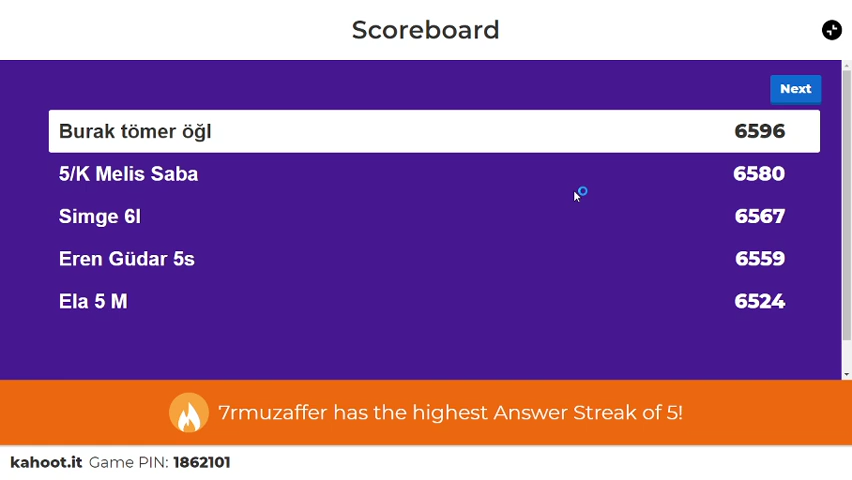 Scoreboard
Next
Burak tömer öğl 6596
5/K Melis Saba 6580
Simge 6I 6567
Eren Güdar 5s 6559
Ela 5 M 6524
7rmuzaffer has the highest Answer Streak of 5!
kahoot.it Game PIN: 1862101